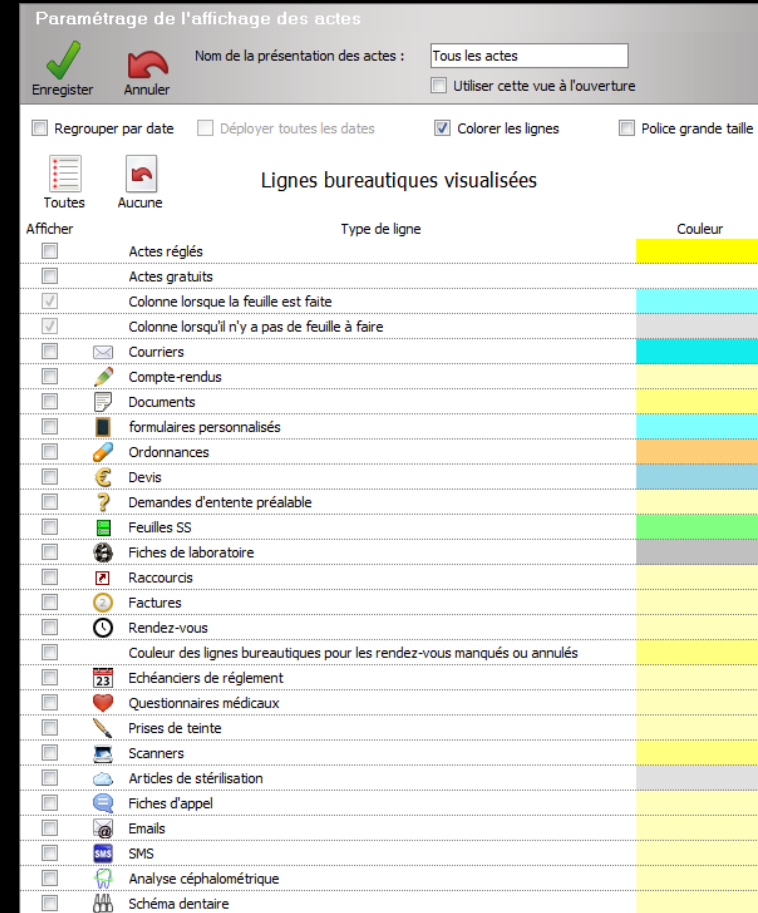 Paramétrage de l'affichage des actes
Nom de la présentation des actes : Tous les actes
Enregister Annuler Utiliser cette vue à l'ouverture
Regrouper par date Déployer toutes les dates Colorer les lignes Police grande taille
Toutes Aucune Lignes bureautiques visualisées
Afficher Type de ligne Couleur
Actes réglés
Actes gratuits
Colonne lorsque la feuille est faite
Colonne lorsqu'il n'y a pas de feuille à faire
Courriers
Compte-rendus
Documents
formulaires personnalisés
Ordonnances
Devis
Demandes d'entente préalable
Feuilles SS
Fiches de laboratoire
Raccourcis
2 Factures
Rendez-vous
Couleur des lignes bureautiques pour les rendez-vous manqués ou annulés
23 Echéanciers de réglement
Questionnaires médicaux
Prises de teinte
Scanners
Articles de stérilisation
Fiches d'appel
@ Emails
SMS SMS
Analyse céphalométrique
Schéma dentaire